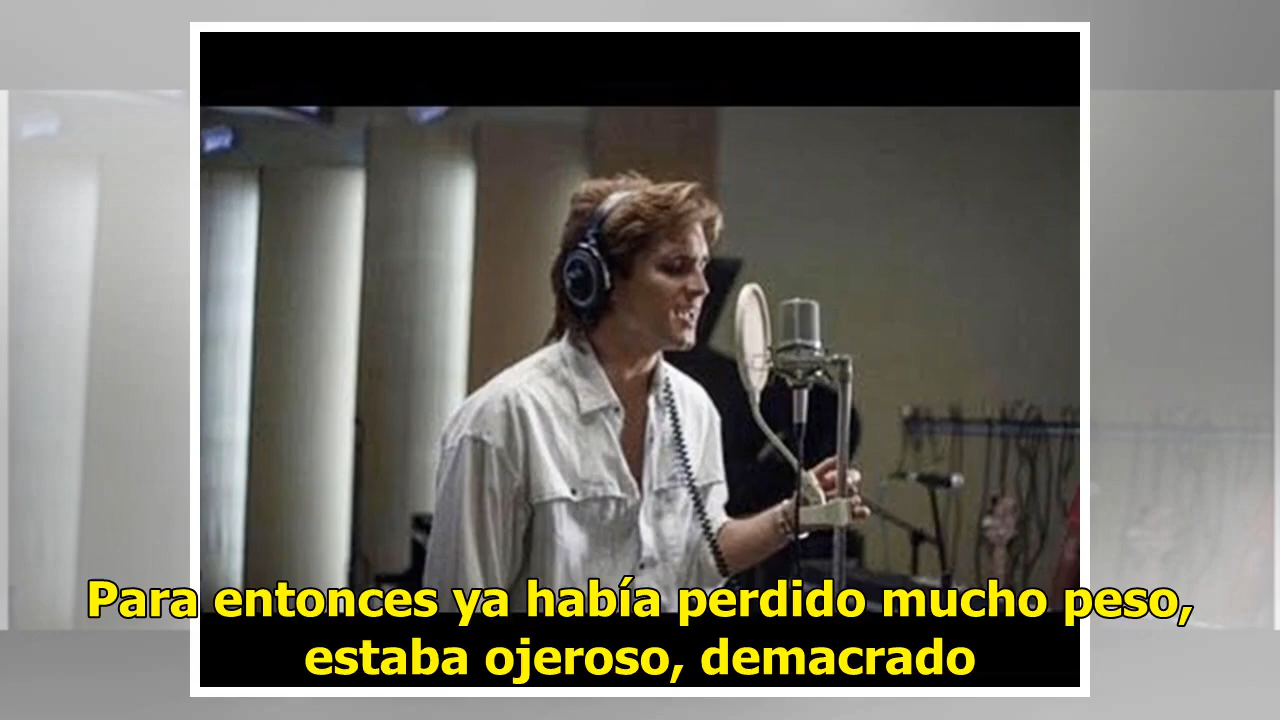 Para entonces ya había perdido mucho peso,
estaba ojeroso, demacrado